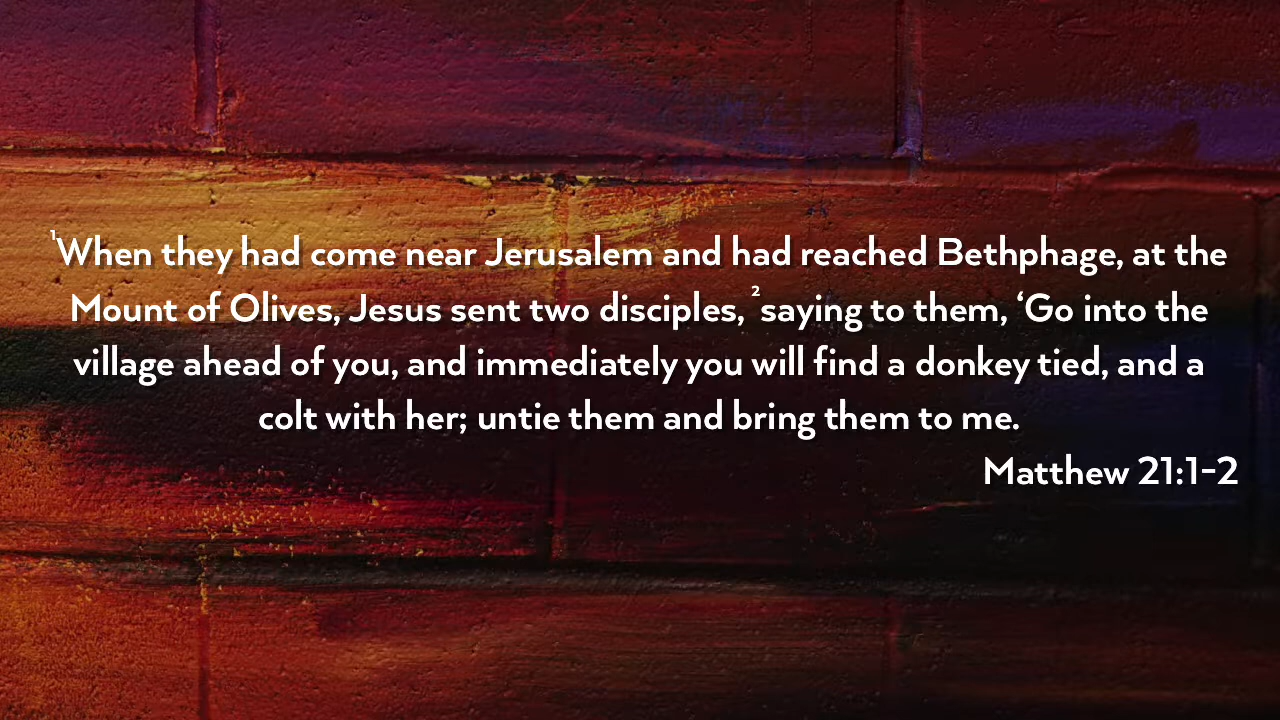 ¹When they had come near Jerusalem and had reached Bethphage, at the
Mount of Olives, Jesus sent two disciples, ²saying to them, ‘Go into the
village ahead of you, and immediately you will find a donkey tied, and a
colt with her; untie them and bring them to me.
Matthew 21:1-2